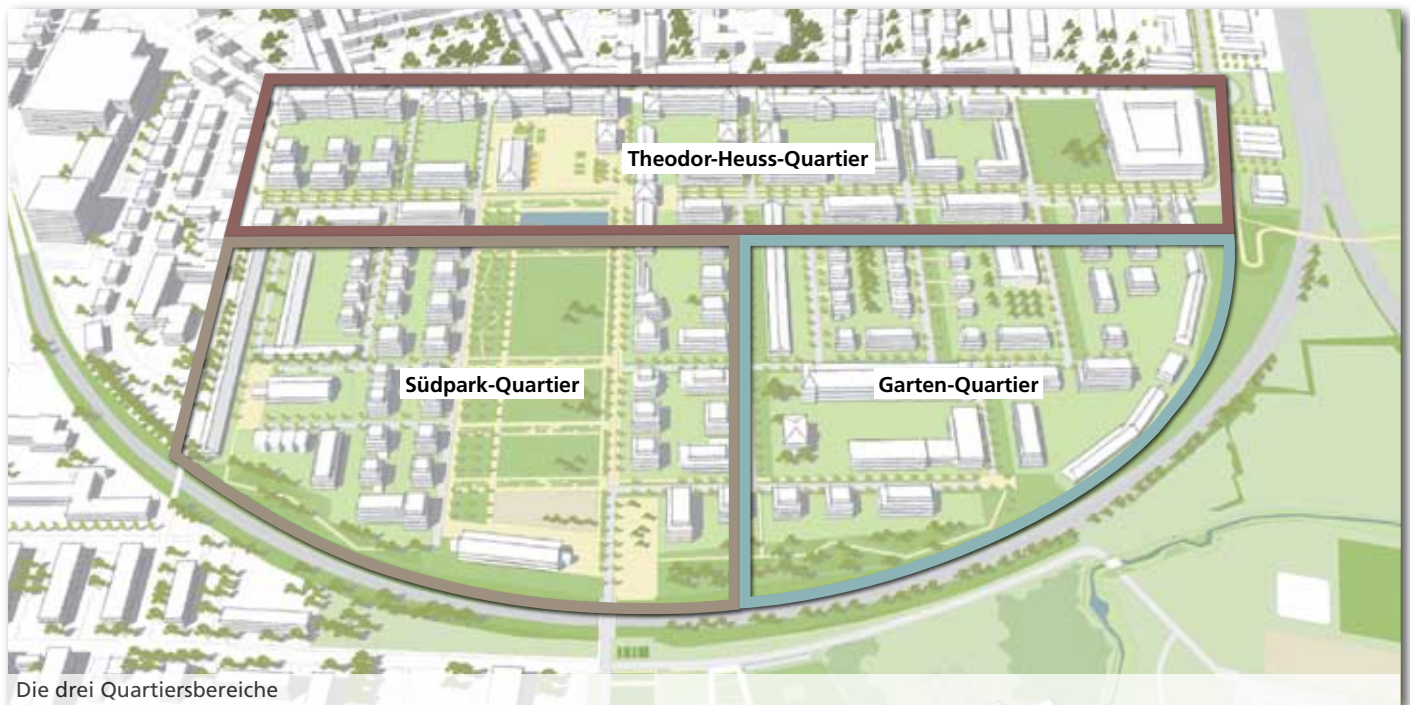 Theodor-Heuss-Quartier
Südpark-Quartier
Garten-Quartier
Die drei Quartiersbereiche